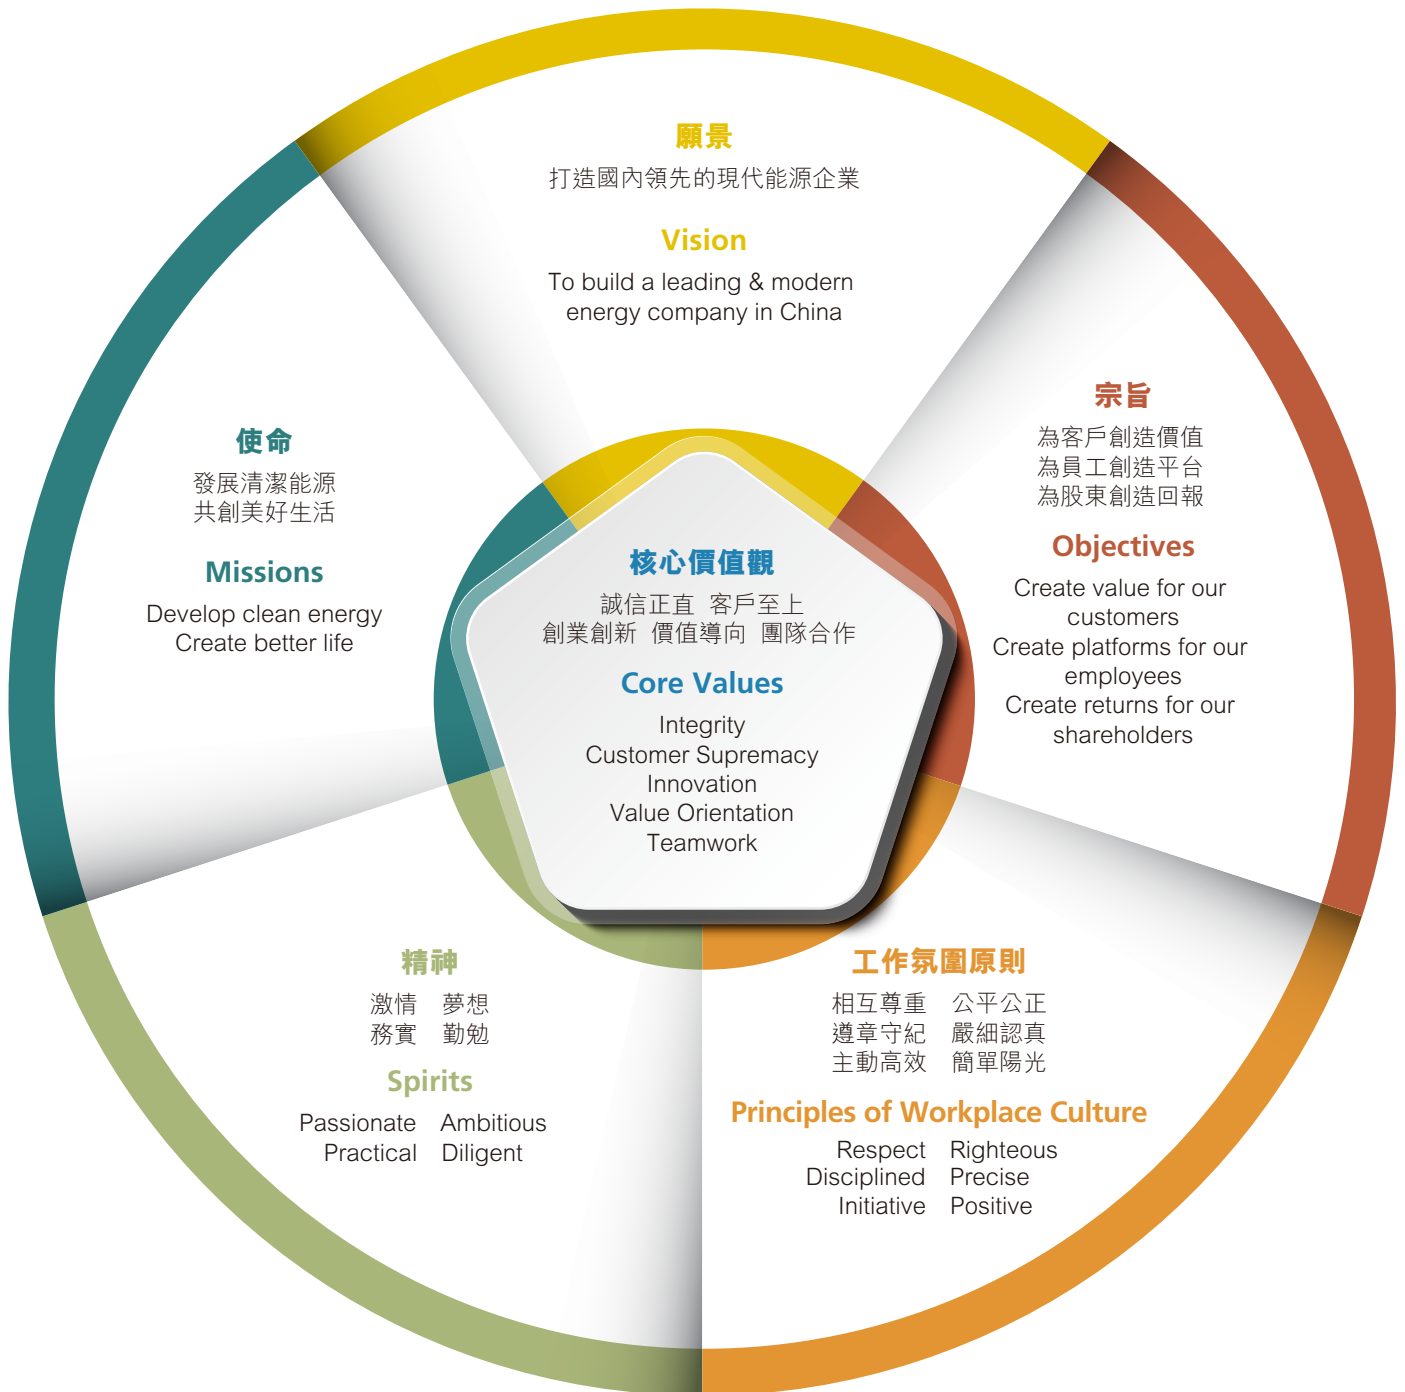 願景
打造國內領先的現代能源企業
Vision
To build a leading & modern
energy company in China
宗旨
為客戶創造價值
為員工創造平台
為股東創造回報
Objectives
Create value for our
customers
Create platforms for our
employees
Create returns for our
shareholders
使命
發展清潔能源
共創美好生活
Missions
Develop clean energy
Create better life
核心價值觀
誠信正直 客戶至上
創業創新 價值導向 團隊合作
Core Values
Integrity
Customer Supremacy
Innovation
Value Orientation
Teamwork
精神
激情 夢想
務實 勤勉
Spirits
Passionate Ambitious
Practical Diligent
工作氛圍原則
相互尊重 公平公正
遵章守紀 嚴細認真
主動高效 簡單陽光
Principles of Workplace Culture
Respect Righteous
Disciplined Precise
Initiative Positive